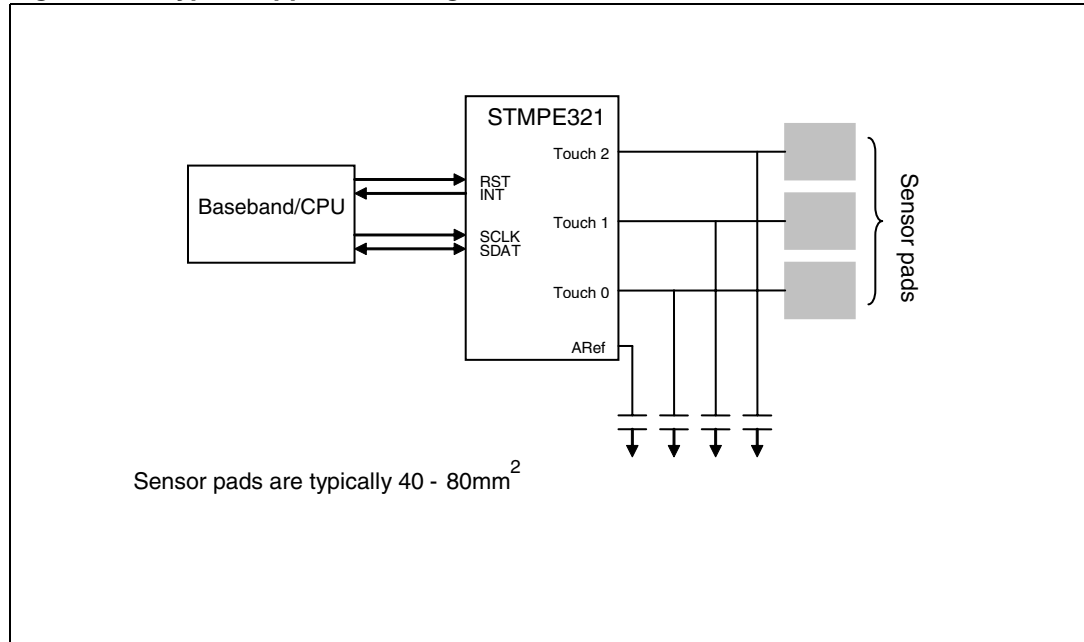 STMPE321
Touch 2
RST
INT
Baseband/CPU
Touch 1
SCLK
SDAT
Touch 0
ARef
Sensor pads
Sensor pads are typically 40 - 80mm2